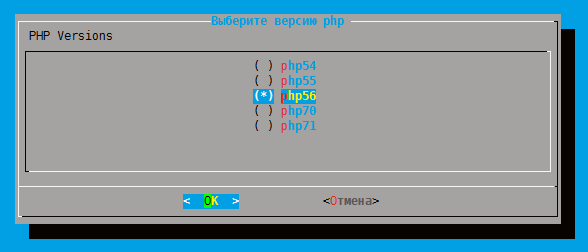 Выберите версию php
PHP Versions
( ) php54
( ) php55
(*) php56
( ) php70
( ) php71
< OK > <Отмена>